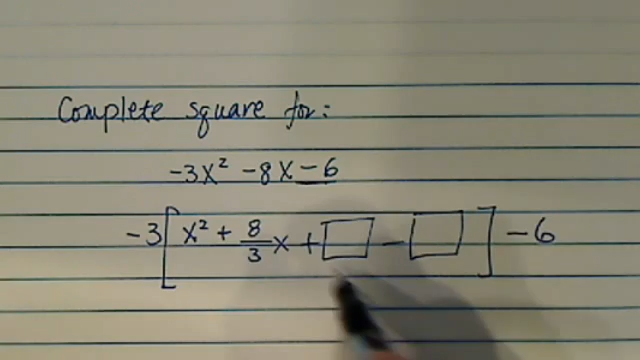 Complete square for:
-3x² -8x -6
-3[x² + 8/3 x + □ - □] -6